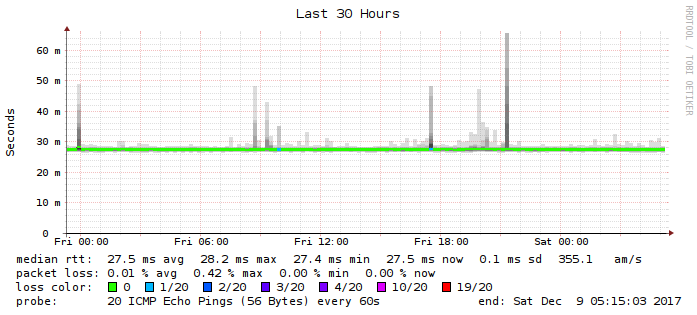 Last 30 Hours
RRDTOOL / TOBI OETIKER
Seconds
60 m
50 m
40 m
30 m
20 m
10 m
0
Fri 00:00 Fri 06:00 Fri 12:00 Fri 18:00 Sat 00:00
median rtt: 27.5 ms avg 28.2 ms max 27.4 ms min 27.5 ms now 0.1 ms sd 355.1 am/s
packet loss: 0.01 % avg 0.42 % max 0.00 % min 0.00 % now
loss color: 0 1/20 2/20 3/20 4/20 10/20 19/20
probe: 20 ICMP Echo Pings (56 Bytes) every 60s end: Sat Dec 9 05:15:03 2017